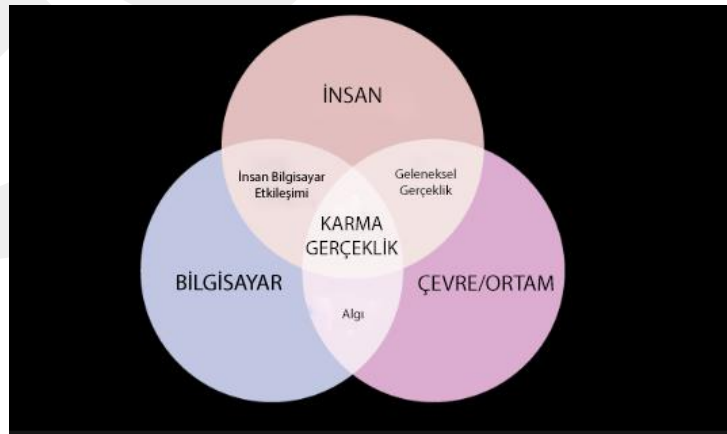 İNSAN
İnsan Bilgisayar
Etkileşimi
Geleneksel
Gerçeklik
KARMA
GERÇEKLİK
BİLGİSAYAR
ÇEVRE/ORTAM
Algı